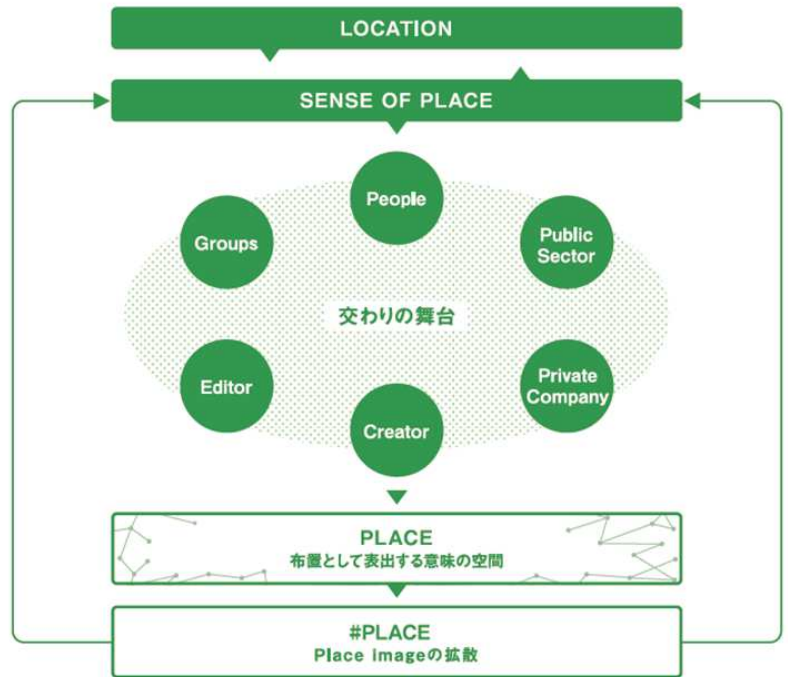 LOCATION
SENSE OF PLACE
People
Groups
Public
Sector
交わりの舞台
Editor
Private
Company
Creator
PLACE
布置として表出する意味の空間
#PLACE
Place imageの拡散